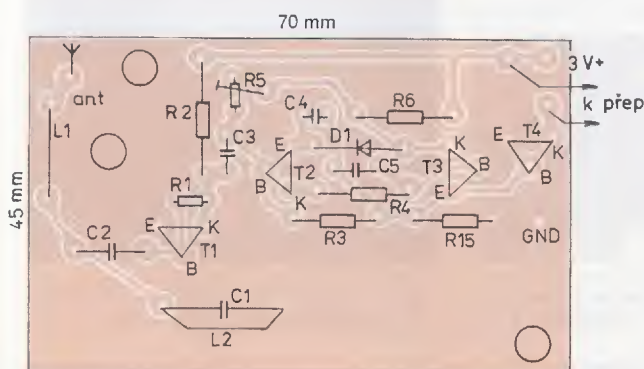 70 mm
3 V+
ant
R5
R2
C4
R6
k přep
L1
C3
D1
E
T4
K
E
T2
C5
K
T3
B
B
B
R1
K
R4
E
45 mm
E
K
C2
T1
R3
R15
GND
B
C1
L2